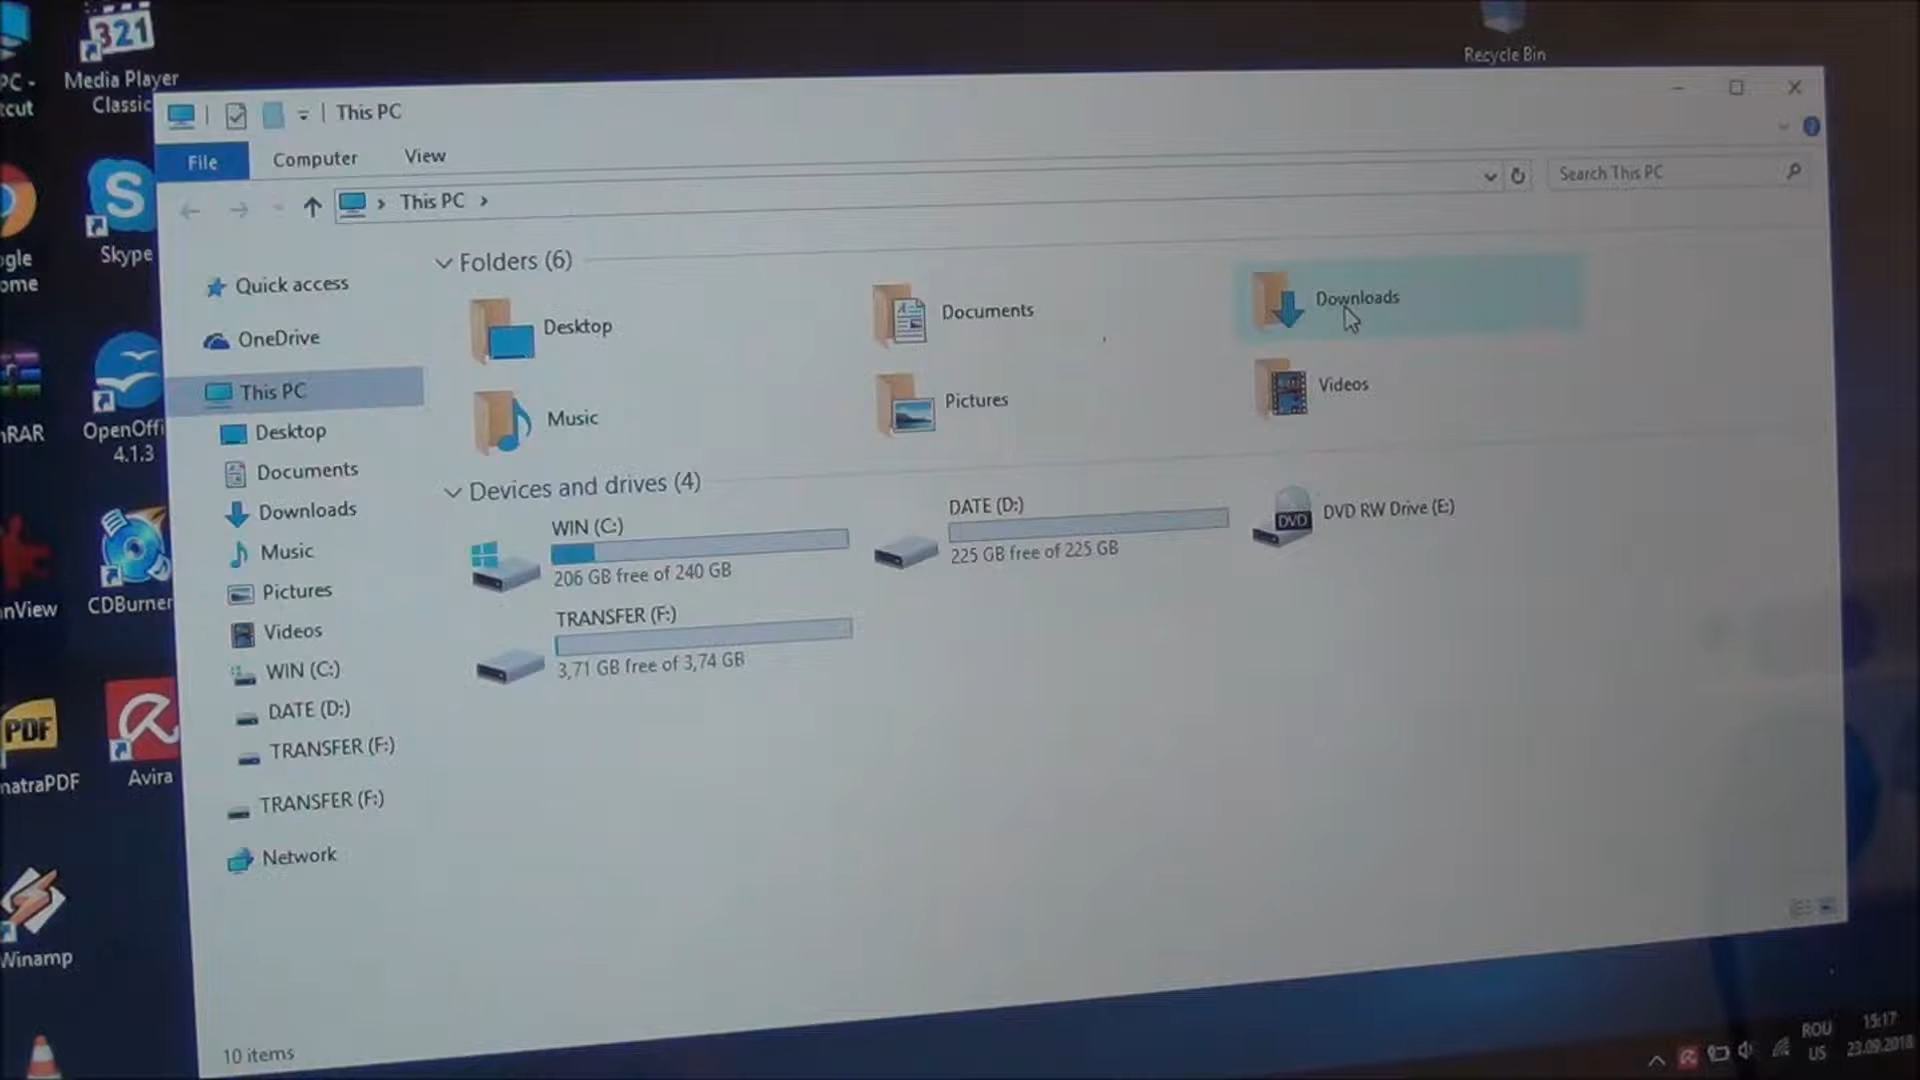 PC -
tcut
321
Media Player
Classic
Recycle Bin
This PC
File
Computer
View
This PC
Search This PC
S
Skype
gle
ome
Quick access
OneDrive
This PC
Desktop
Documents
Downloads
Music
Pictures
Videos
WIN (C:)
DATE (D:)
TRANSFER (F:)
TRANSFER (F:)
Network
Folders (6)
Desktop
Documents
Downloads
Music
Pictures
Videos
Devices and drives (4)
WIN (C:)
206 GB free of 240 GB
DATE (D:)
225 GB free of 225 GB
DVD
DVD RW Drive (E:)
TRANSFER (F:)
3,71 GB free of 3,74 GB
nRAR
OpenOffi
4.1.3
nView
CDBurner
PDF
natraPDF
Avira
Winamp
10 items
ROU
US
15:17
23.09.2018